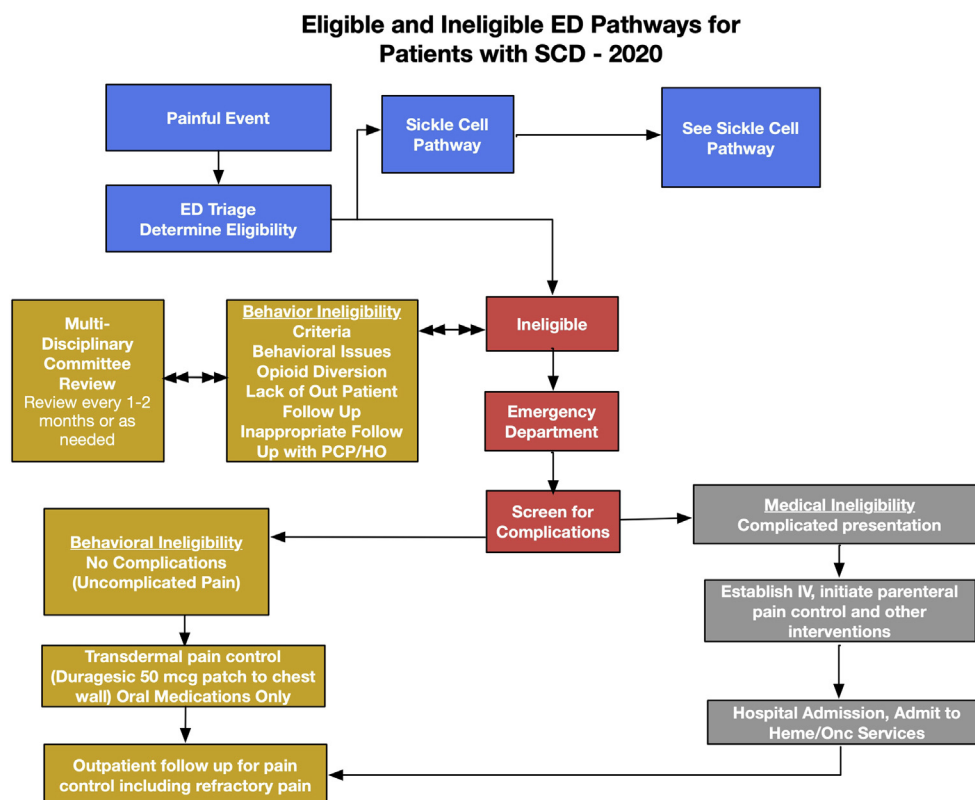 Eligible and Ineligible ED Pathways for
Patients with SCD - 2020
Painful Event
Sickle Cell
Pathway
See Sickle Cell
Pathway
ED Triage
Determine Eligibility
Multi-
Disciplinary
Committee
Review
Review every 1-2
months or as
needed
Behavior Ineligibility
Criteria
Behavioral Issues
Opioid Diversion
Lack of Out Patient
Follow Up
Inappropriate Follow
Up with PCP/HO
Ineligible
Emergency
Department
Screen for
Complications
Medical Ineligibility
Complicated presentation
Behavioral Ineligibility
No Complications
(Uncomplicated Pain)
Establish IV, initiate parenteral
pain control and other
interventions
Transdermal pain control
(Duragesic 50 mcg patch to chest
wall) Oral Medications Only
Hospital Admission, Admit to
Heme/Onc Services
Outpatient follow up for pain
control including refractory pain